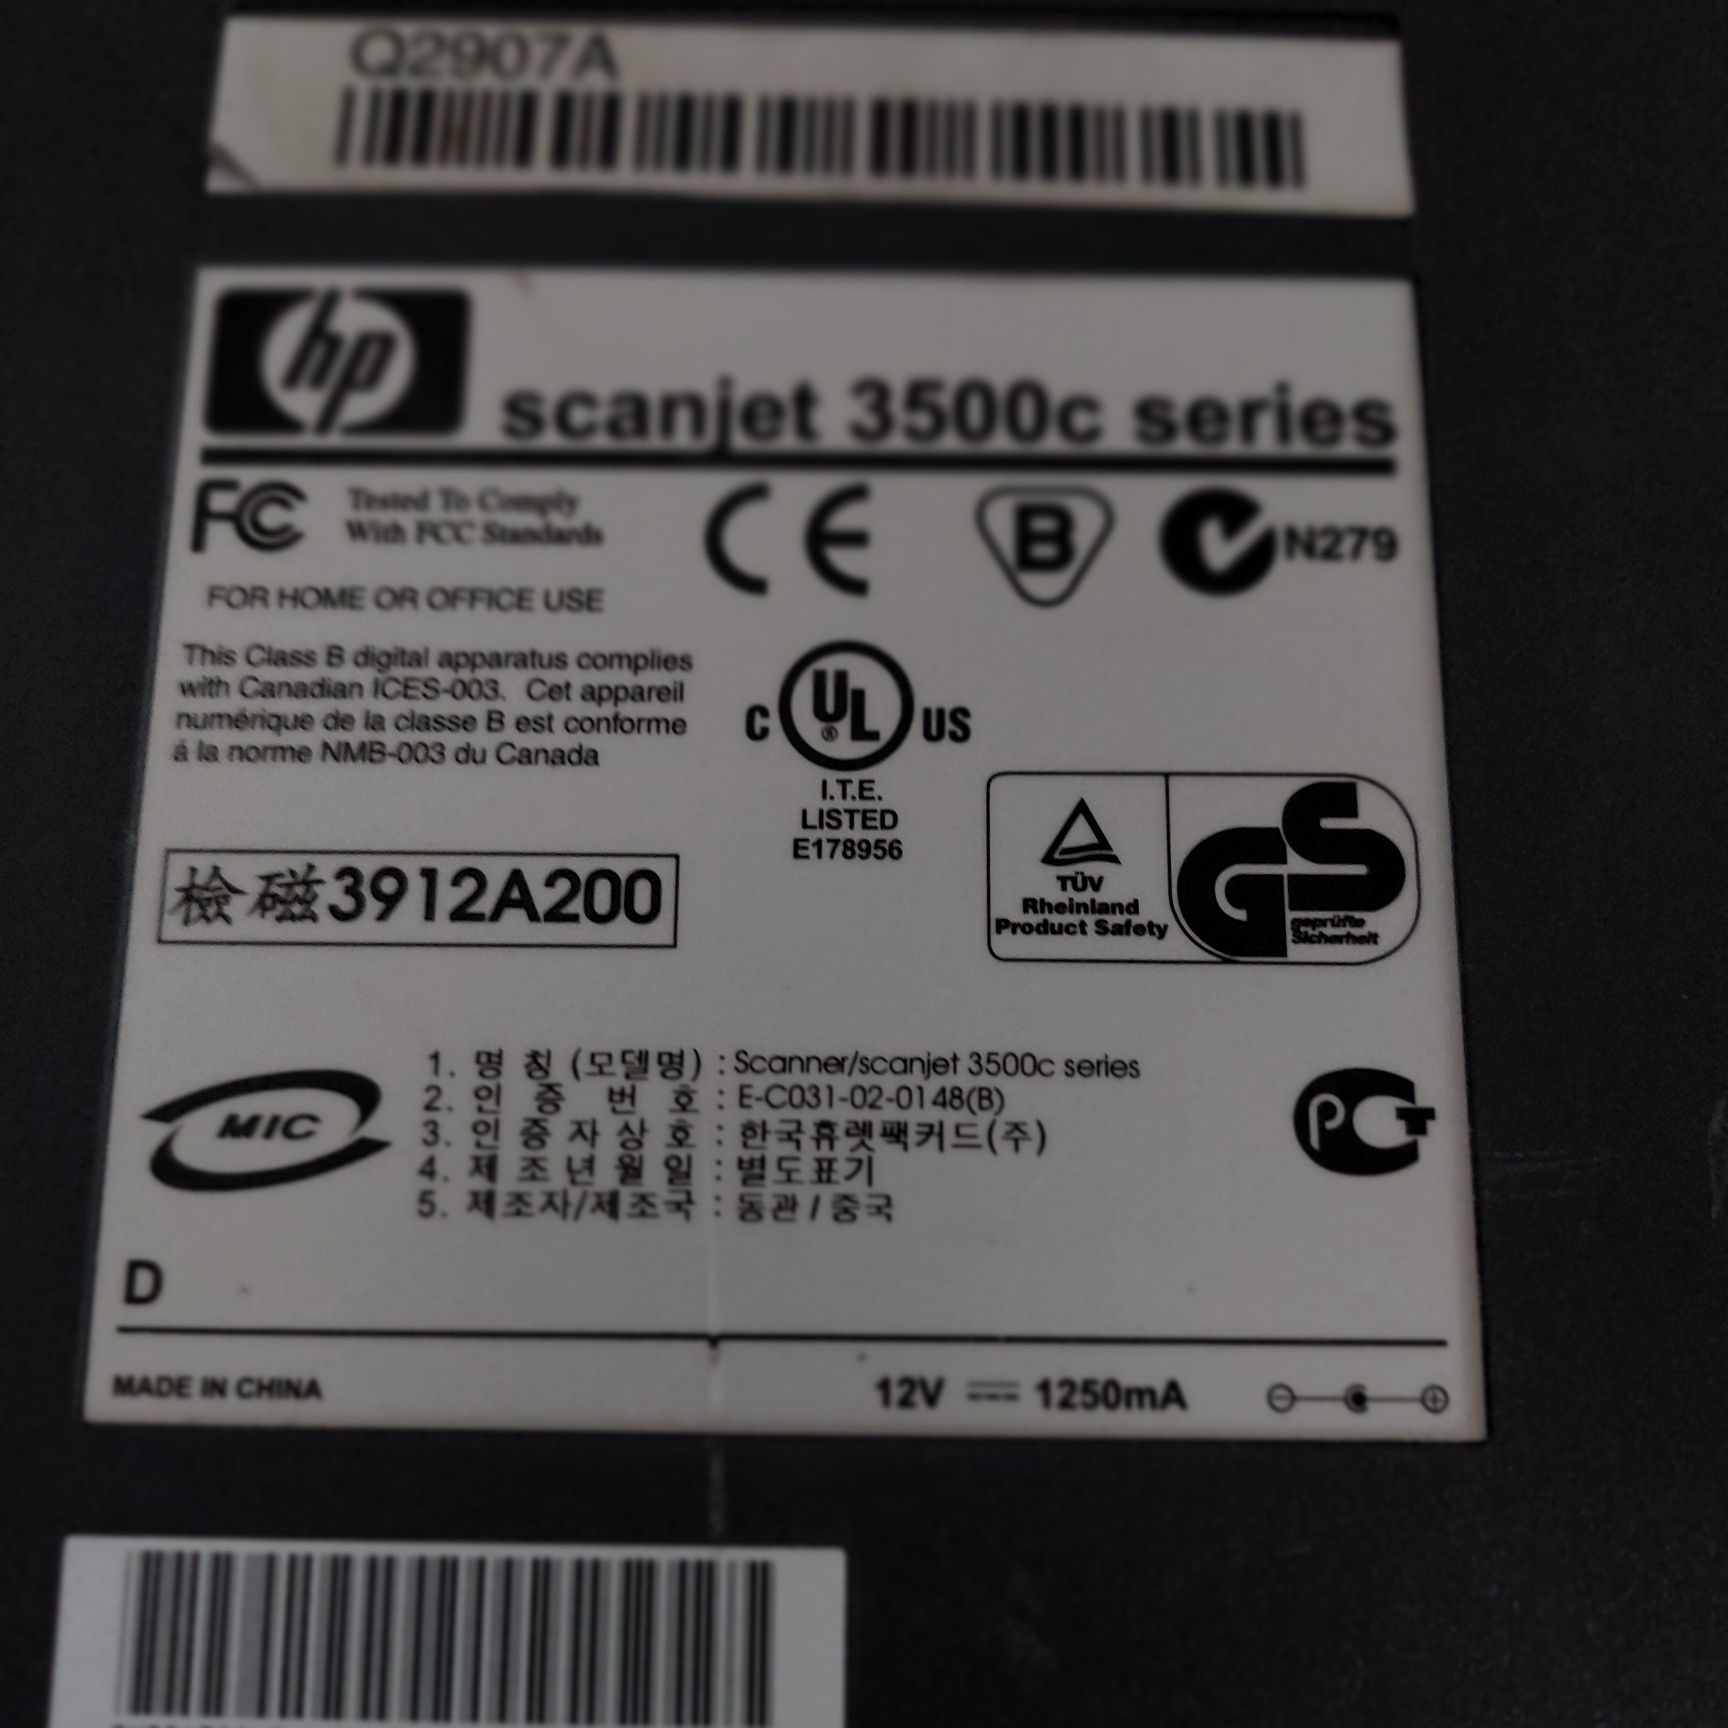 Q2907A
hp
scanjet 3500c series
FC Tested To Comply
With FCC Standards
CE
B
N279
FOR HOME OR OFFICE USE
This Class B digital apparatus complies
with Canadian ICES-003. Cet appareil
numérique de la classe B est conforme
á la norme NMB-003 du Canada
C UL ® US
I.T.E.
LISTED
E178956
檢磁3912A200
TÜV
Rheinland
Product Safety
GS
geprüfte
Sicherheit
MIC
1. 명 칭 (모델명) : Scanner/scanjet 3500c series
2. 인 증 번 호 : E-C031-02-0148(B)
3. 인 증 자 상 호 : 한국휴렛팩커드(주)
4. 제 조 년 월 일 : 별도표기
5. 제조자/제조국 : 동관 / 중국
PCT
D
MADE IN CHINA
12V ⎓ 1250mA